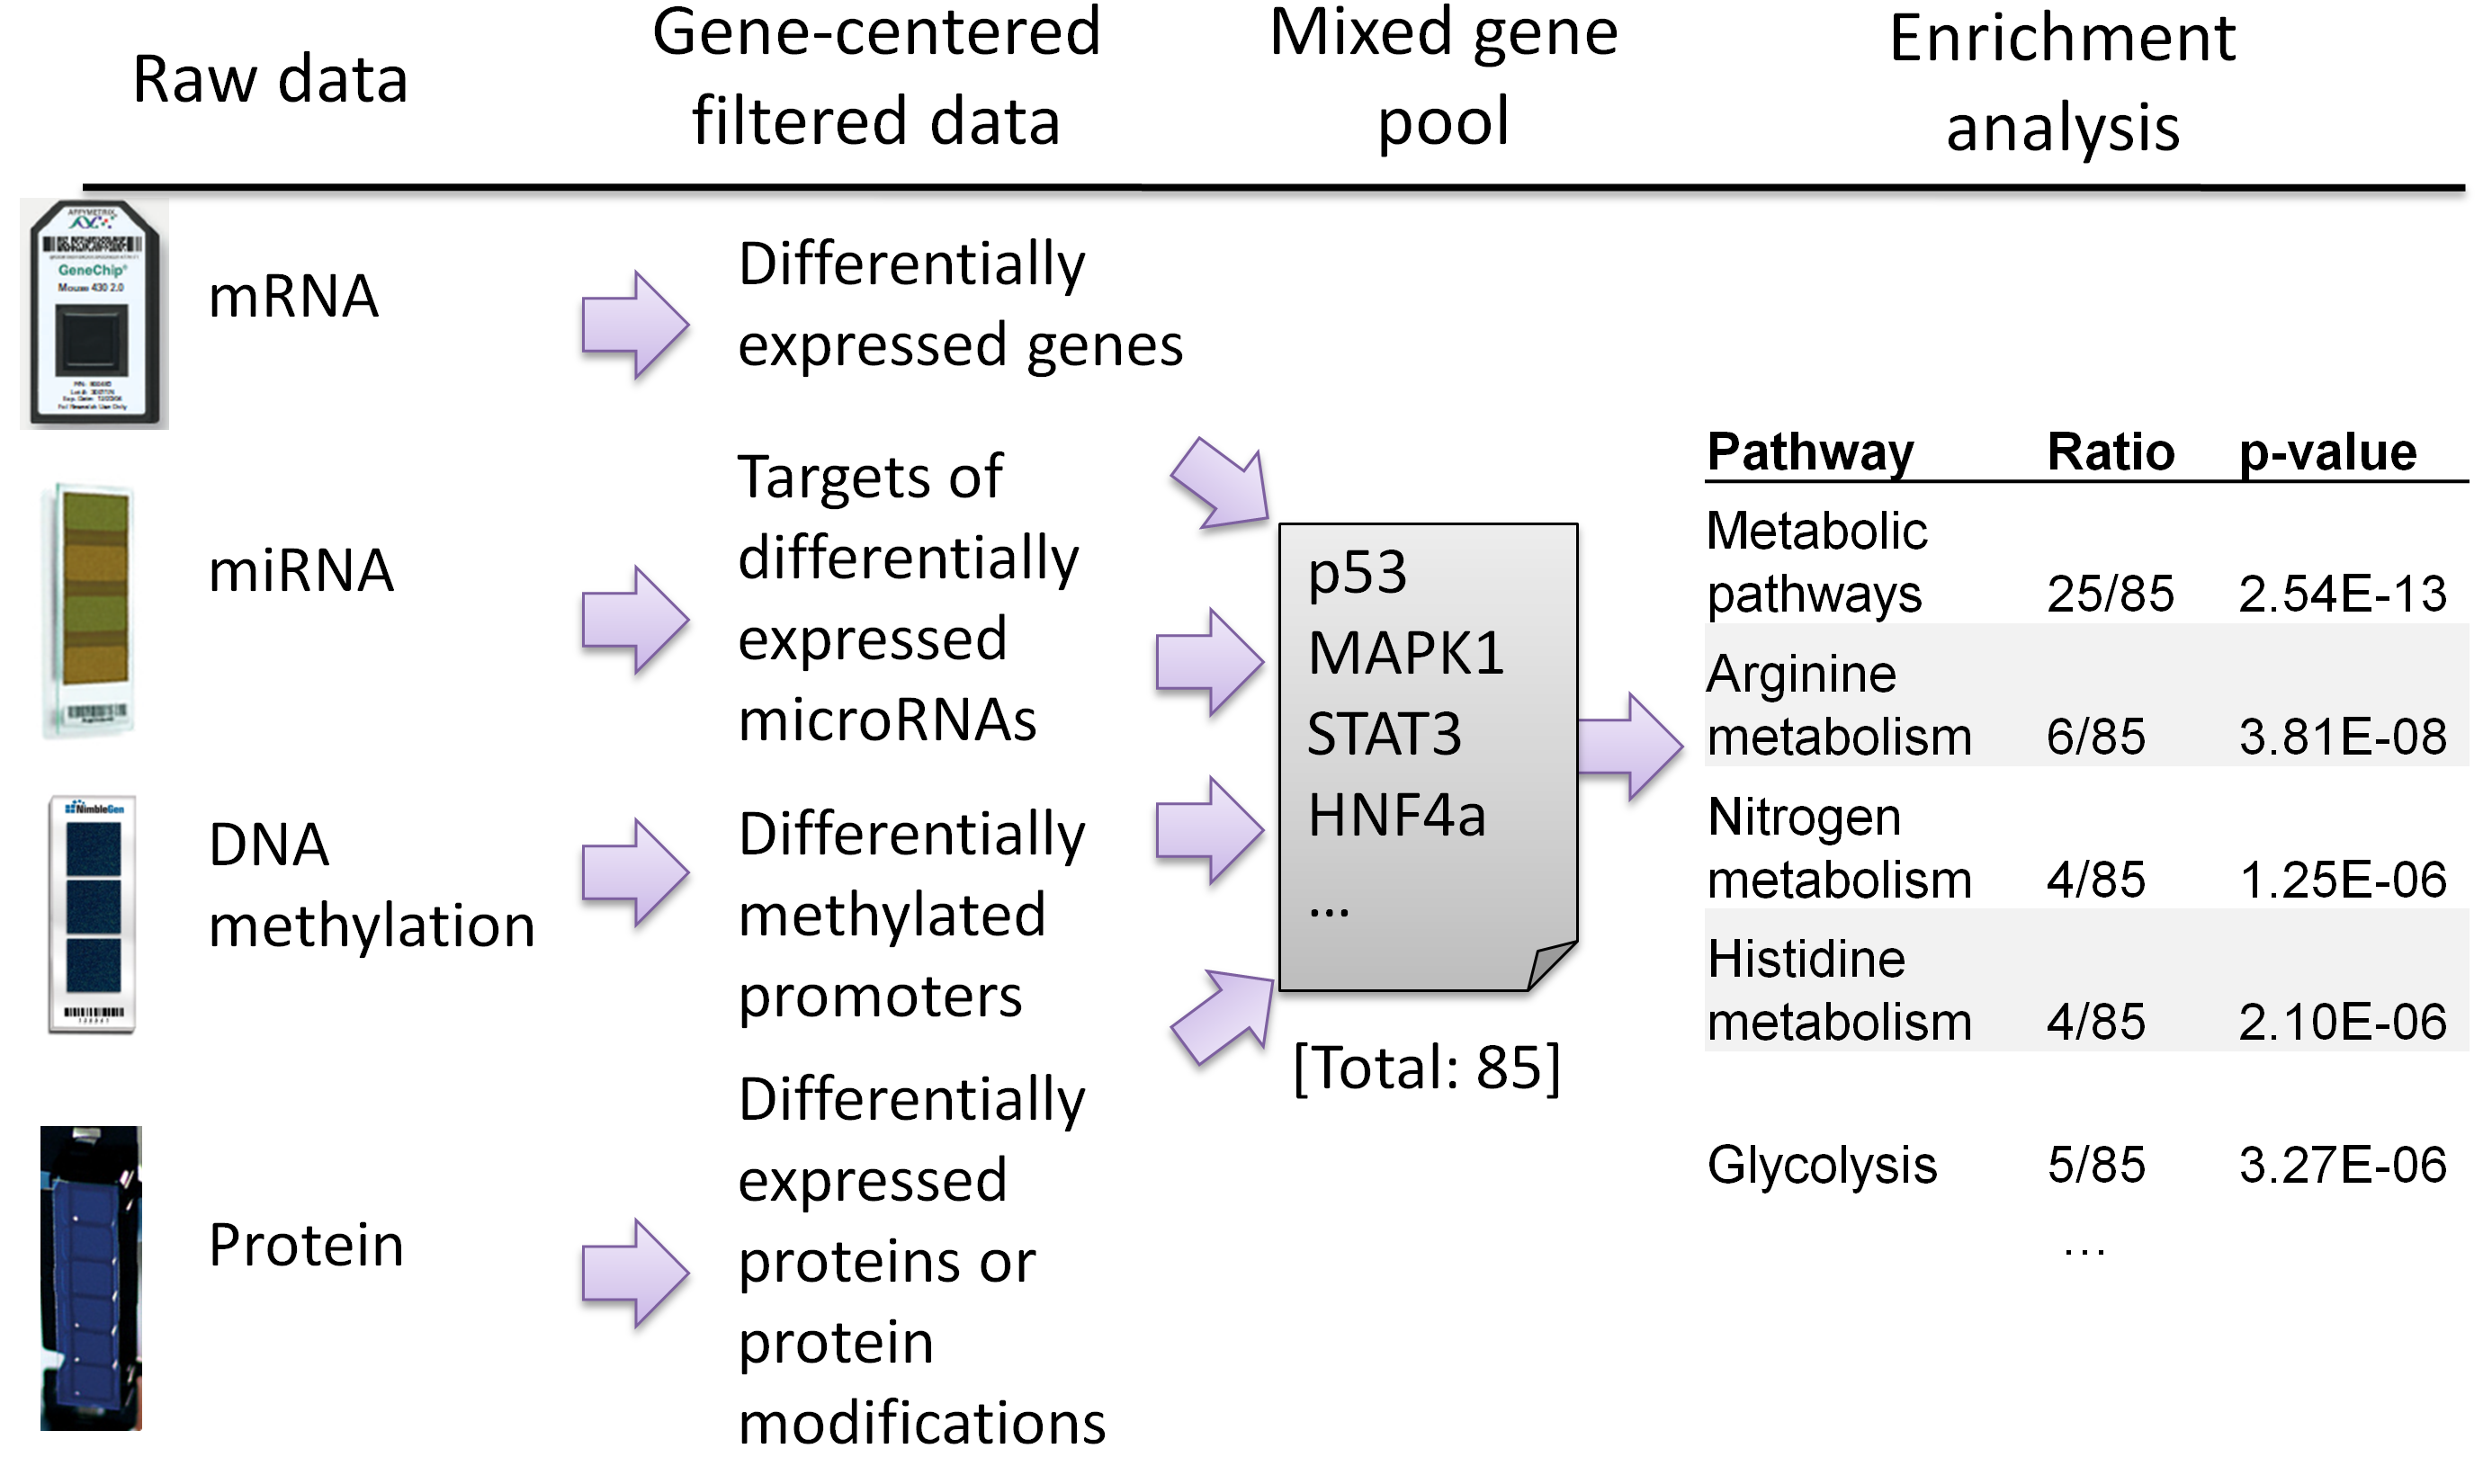 Raw data
Gene-centered
filtered data
Mixed gene
pool
Enrichment
analysis
AFFYMETRIX
GeneChip®
Mouse 430 2.0
mRNA
Differentially
expressed genes
miRNA
Targets of
differentially
expressed
microRNAs
NimbleGen
DNA
methylation
Differentially
methylated
promoters
Protein
Differentially
expressed
proteins or
protein
modifications
p53
MAPK1
STAT3
HNF4a
...
[Total: 85]
Pathway Ratio p-value
Metabolic
pathways 25/85 2.54E-13
Arginine
metabolism 6/85 3.81E-08
Nitrogen
metabolism 4/85 1.25E-06
Histidine
metabolism 4/85 2.10E-06
Glycolysis 5/85 3.27E-06
...